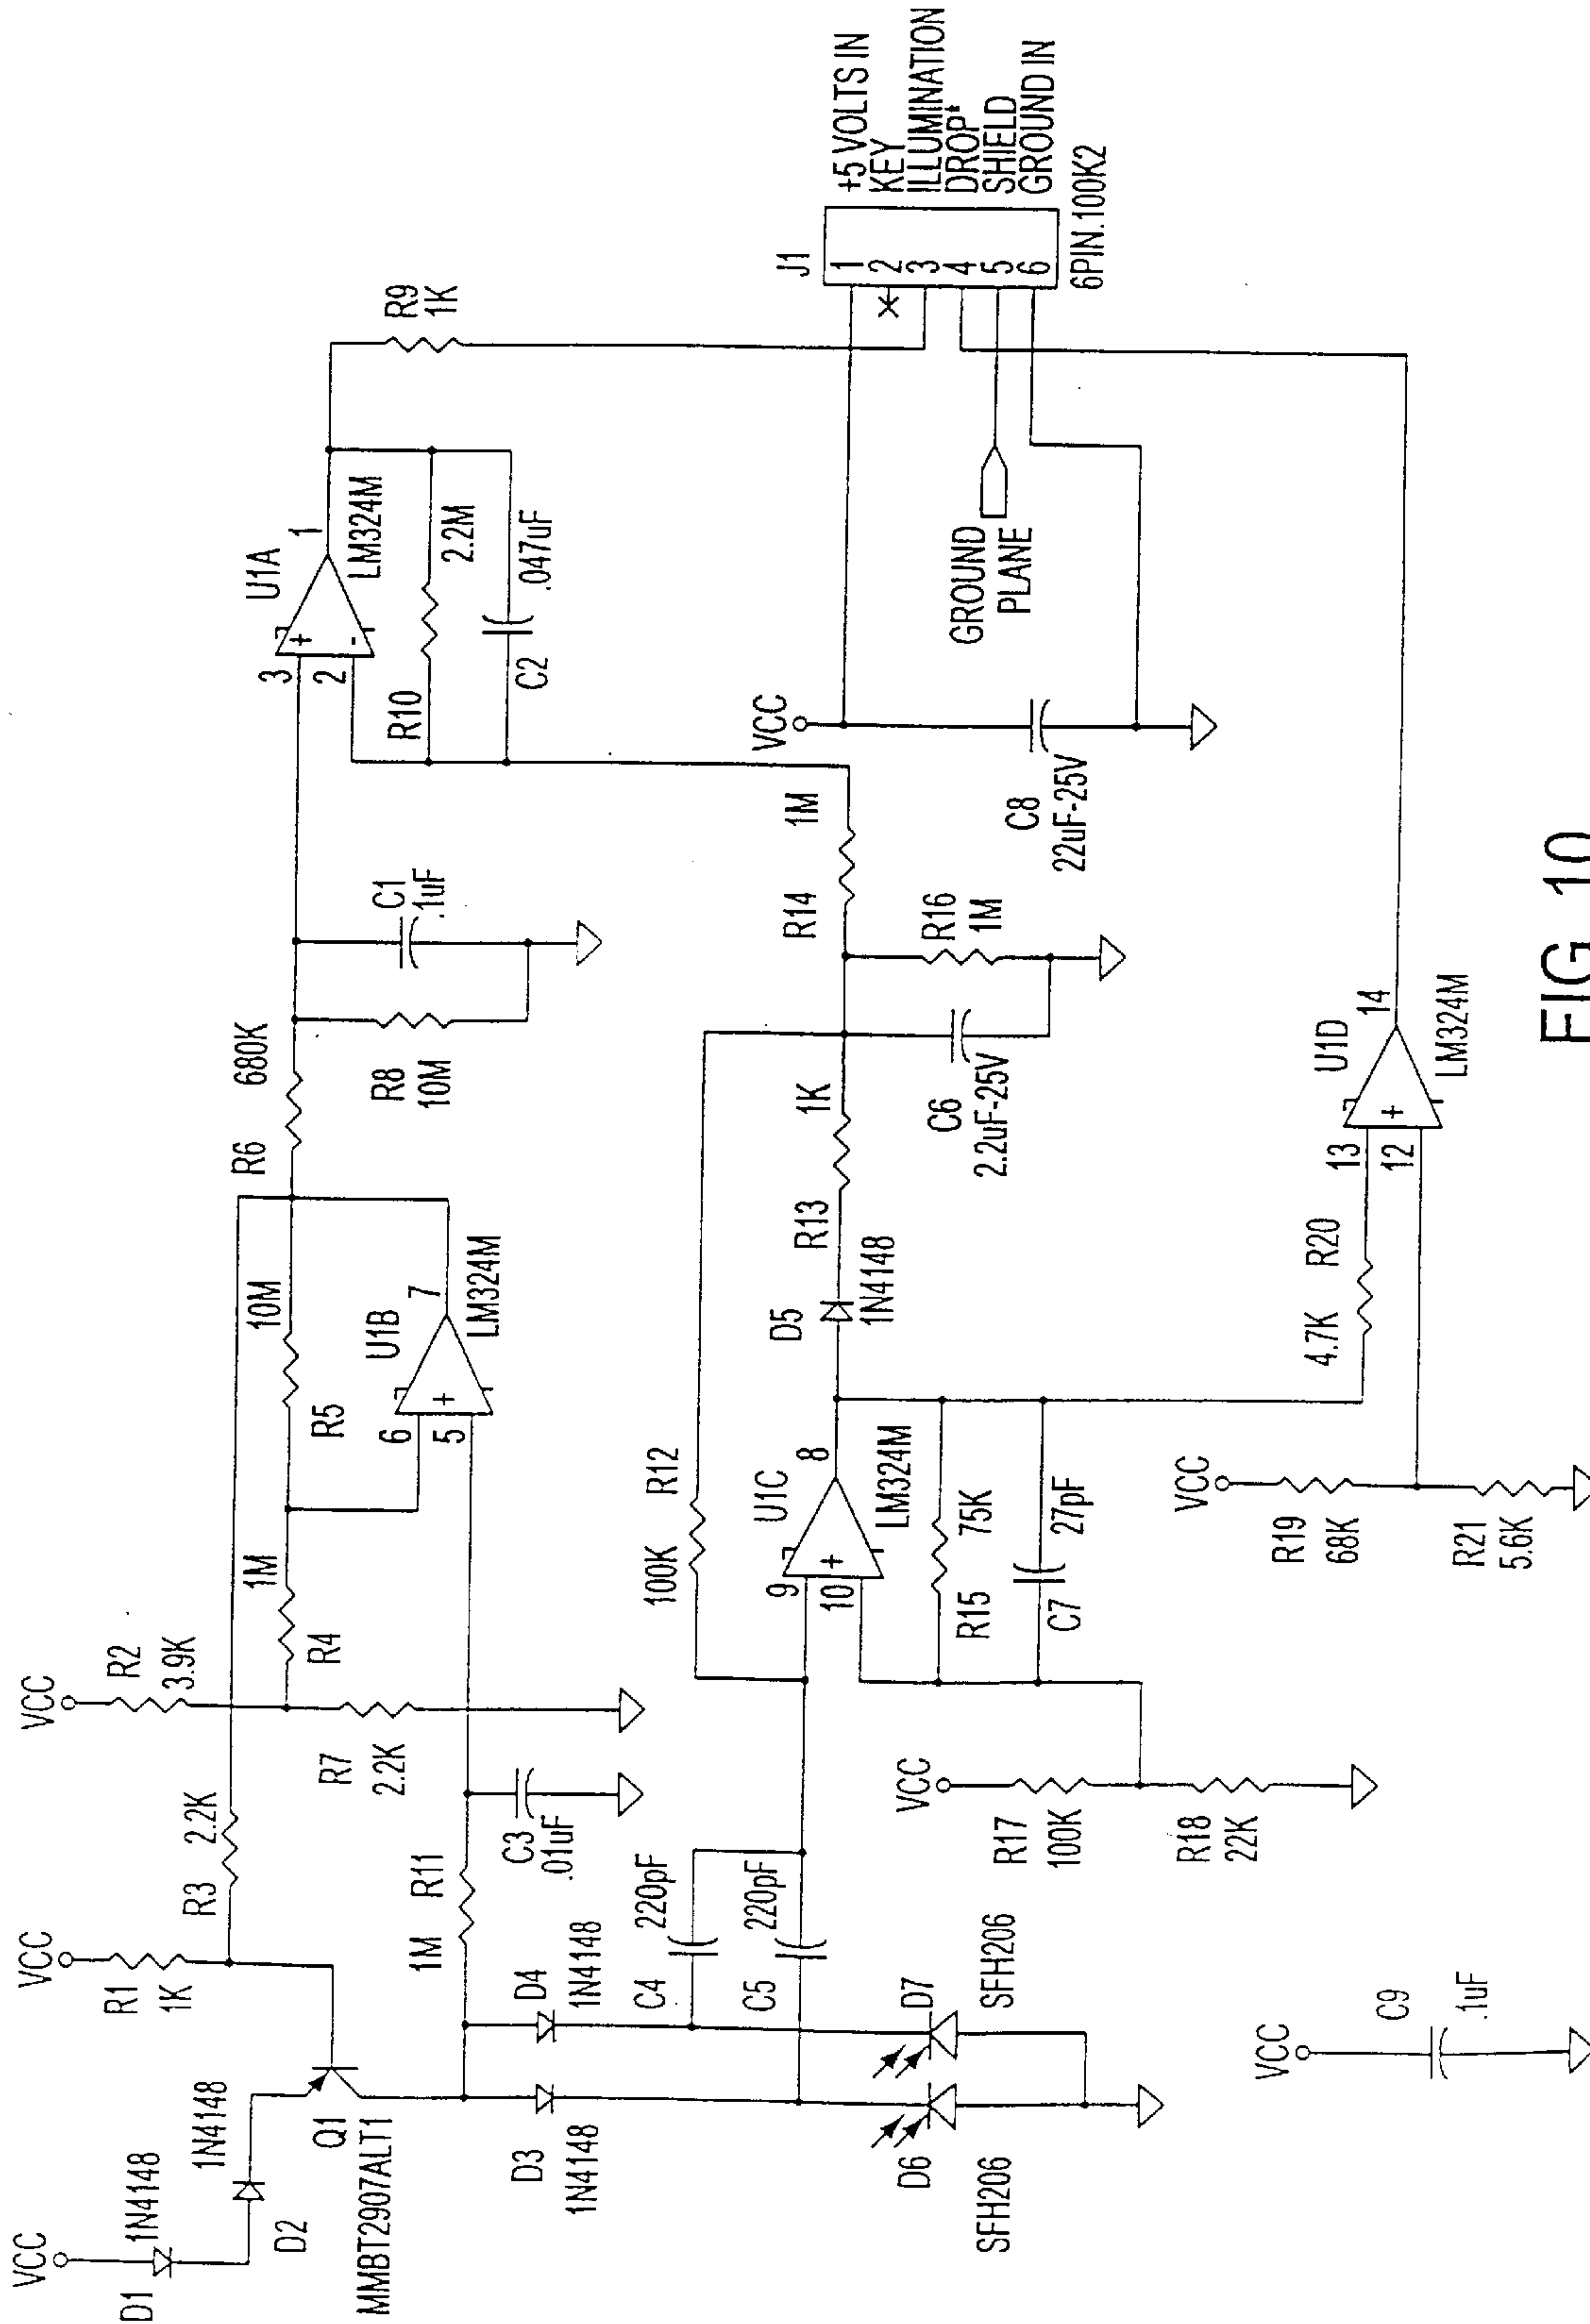 VCC
D1
1N4148
D2
1N4148
Q1
MMBT2907ALT1
VCC
R1
1K
R3
2.2K
VCC
R2
3.9K
R4
1M
R7
2.2K
R5
10M
6
5
U1B
+
7
LM324M
R6
680K
R8
10M
C1
.1uF
3
2
U1A
+
-
1
LM324M
R10
2.2M
C2
.047uF
R9
1K
1M
R11
C3
.01uF
D3
1N4148
D4
1N4148
C4
220pF
C5
220pF
D6
SFH206
D7
SFH206
R12
100K
9
10
U1C
+
8
LM324M
R15
75K
C7
27pF
VCC
R17
100K
R18
22K
D5
1N4148
R13
1K
C6
2.2uF-25V
R14
1M
R16
1M
VCC
C8
22uF-25V
GROUND
PLANE
J1
1
2
3
4
5
6
+5 VOLTS IN
KEY
ILLUMINATION
DROP*
SHIELD
GROUND IN
6PIN.100K2
VCC
R19
68K
R21
5.6K
4.7K
R20
13
12
U1D
+
14
LM324M
VCC
C9
.1uF
FIG. 10